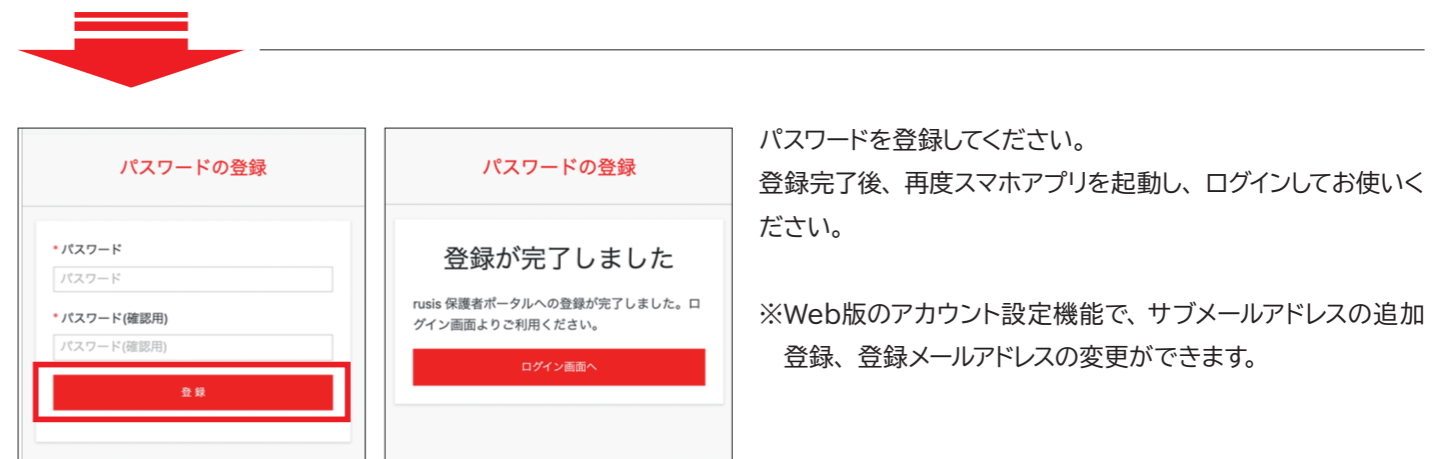 パスワードの登録
* パスワード
パスワード
* パスワード(確認用)
パスワード(確認用)
登 録
パスワードの登録
登録が完了しました
rusis 保護者ポータルへの登録が完了しました。ロ
グイン画面よりご利用ください。
ログイン画面へ
パスワードを登録してください。
登録完了後、再度スマホアプリを起動し、ログインしてお使いく
ださい。
※Web版のアカウント設定機能で、サブメールアドレスの追加
登録、登録メールアドレスの変更ができます。